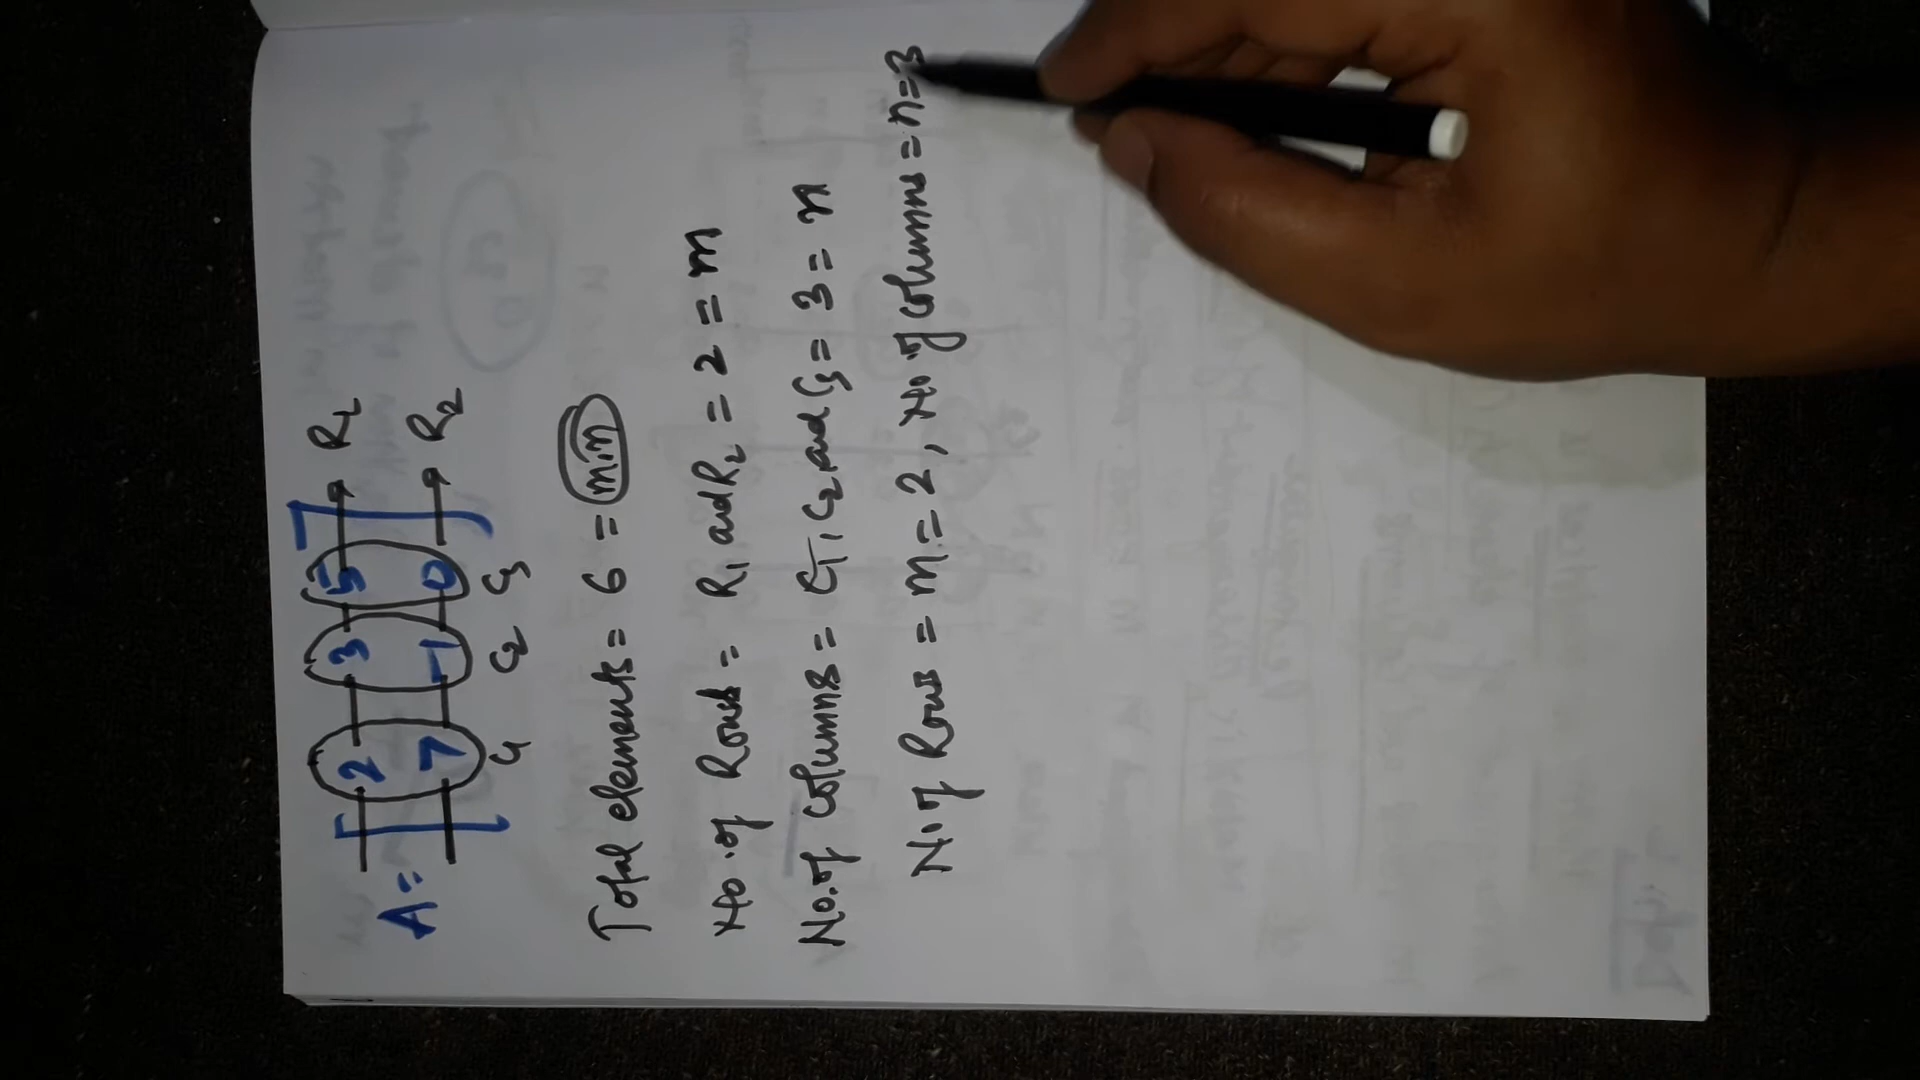 A = [ 2 3 5 → R1
7 -1 0 ] → R2
C1 C2 C3
Total elements = 6 = m.n
No. of Rows = R1 and R2 = 2 = m
No. of columns = C1, C2 and C3 = 3 = n
No of Rows = m = 2, No of columns = n = 3